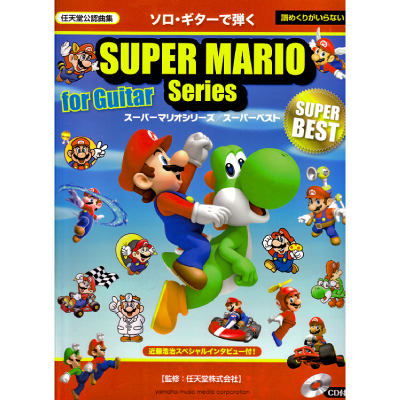 任天堂公認曲集
ソロ・ギターで弾く
譜めくりがいらない
SUPER MARIO
for Guitar Series
スーパーマリオシリーズ/スーパーベスト
SUPER
BEST
近藤浩治スペシャルインタビュー付!
【監修:任天堂株式会社】
yamaha music media corporation
CD付